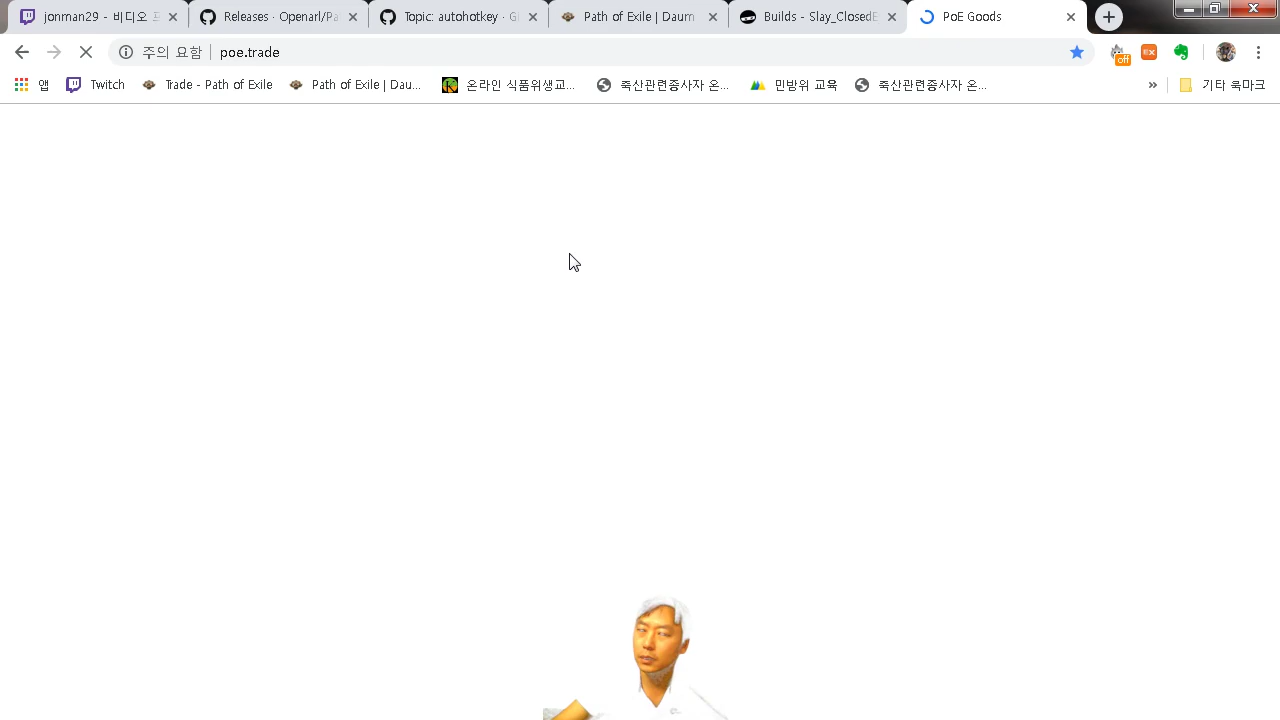 jonman29 - 비디오 프
Releases · OpenArl/Pa
topic: autohotkey · Git
Path of Exile | Daum
Builds - Slay_ClosedB
PoE Goods
주의 요함
poe.trade
off
앱
Twitch
Trade - Path of Exile
Path of Exile | Dau...
온라인 식품위생교...
축산관련종사자 온...
민방위 교육
축산관련종사자 온...
»
기타 북마크